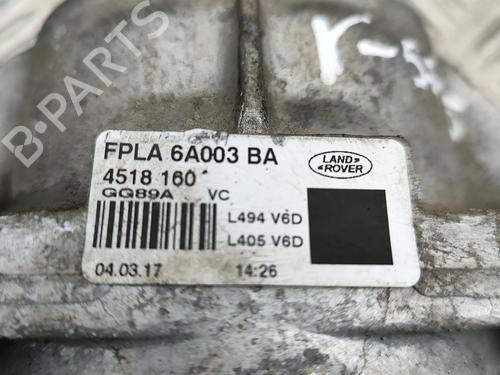 B-PARTS
FPLA 6A003 BA
4518 160
GG89A VC
LAND
ROVER
L494 V6D
L405 V6D
04.03.17 14:26